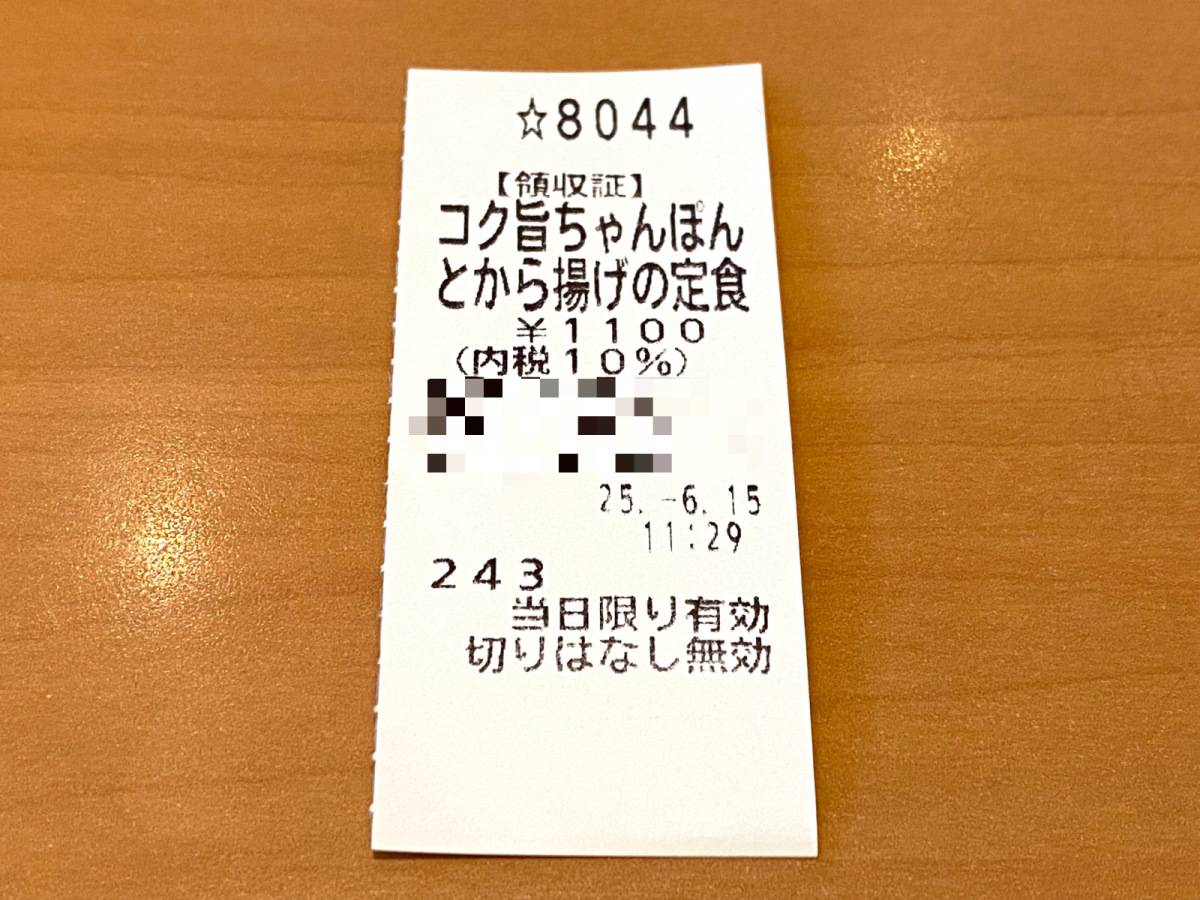 ☆8044
【領収証】
コク旨ちゃんぽん
とから揚げの定食
￥1100
(内税10%)
25.-6.15
11:29
243
当日限り有効
切りはなし無効